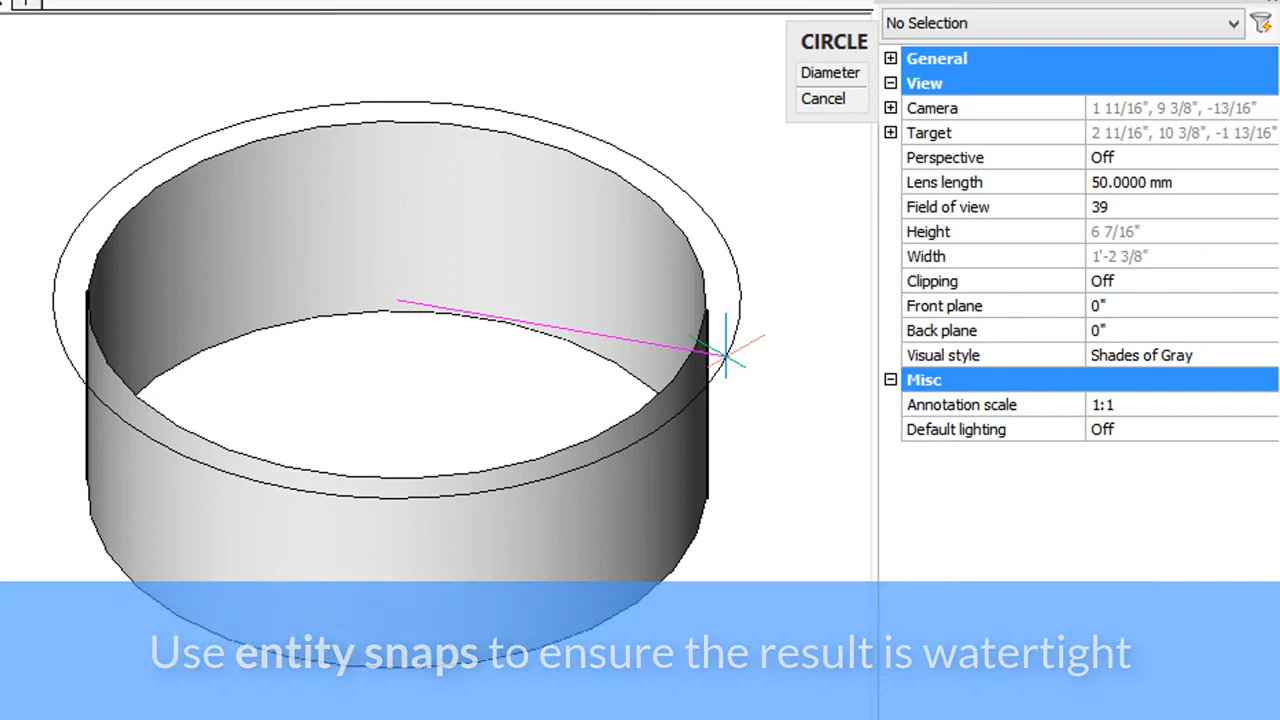 CIRCLE
Diameter
Cancel
No Selection
General
View
Camera 1 11/16", 9 3/8", -13/16"
Target 2 11/16", 10 3/8", -1 13/16"
Perspective Off
Lens length 50.0000 mm
Field of view 39
Height 6 7/16"
Width 1'-2 3/8"
Clipping Off
Front plane 0"
Back plane 0"
Visual style Shades of Gray
Misc
Annotation scale 1:1
Default lighting Off
Use entity snaps to ensure the result is watertight